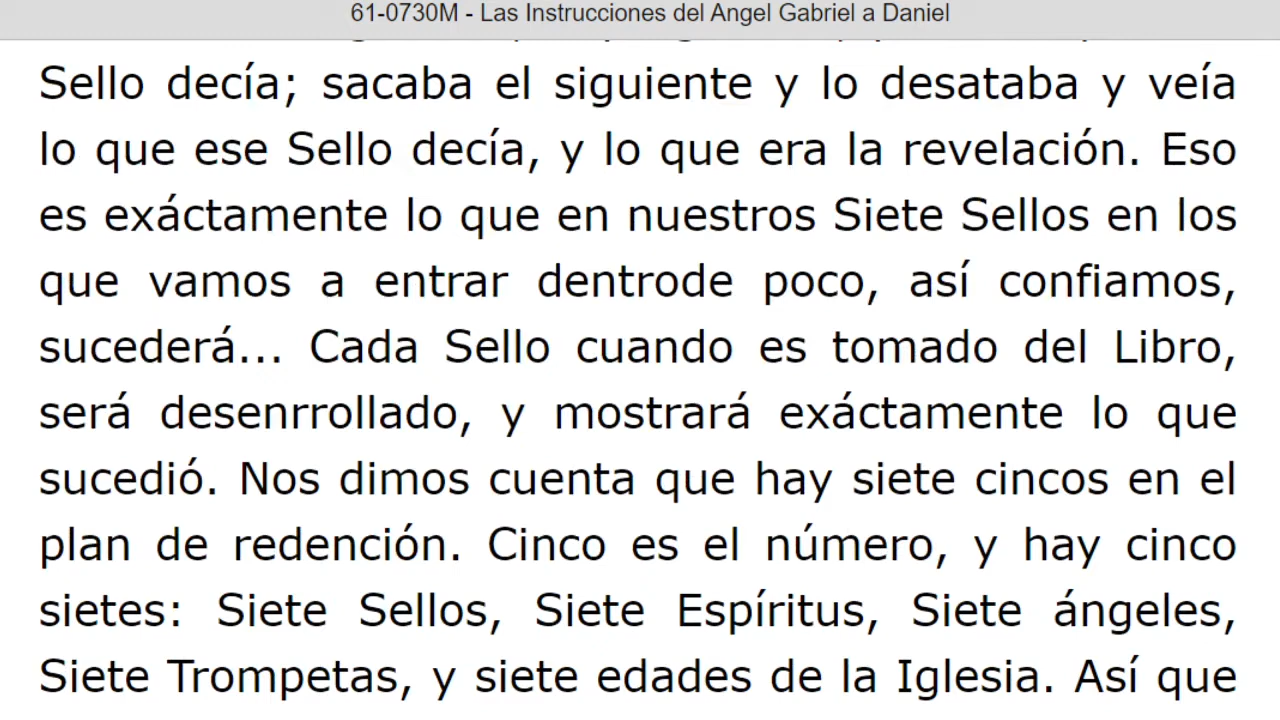 61-0730M - Las Instrucciones del Angel Gabriel a Daniel
Sello decía; sacaba el siguiente y lo desataba y veía
lo que ese Sello decía, y lo que era la revelación. Eso
es exáctamente lo que en nuestros Siete Sellos en los
que vamos a entrar dentrode poco, así confiamos,
sucederá... Cada Sello cuando es tomado del Libro,
será desenrrollado, y mostrará exáctamente lo que
sucedió. Nos dimos cuenta que hay siete cincos en el
plan de redención. Cinco es el número, y hay cinco
sietes: Siete Sellos, Siete Espíritus, Siete ángeles,
Siete Trompetas, y siete edades de la Iglesia. Así que